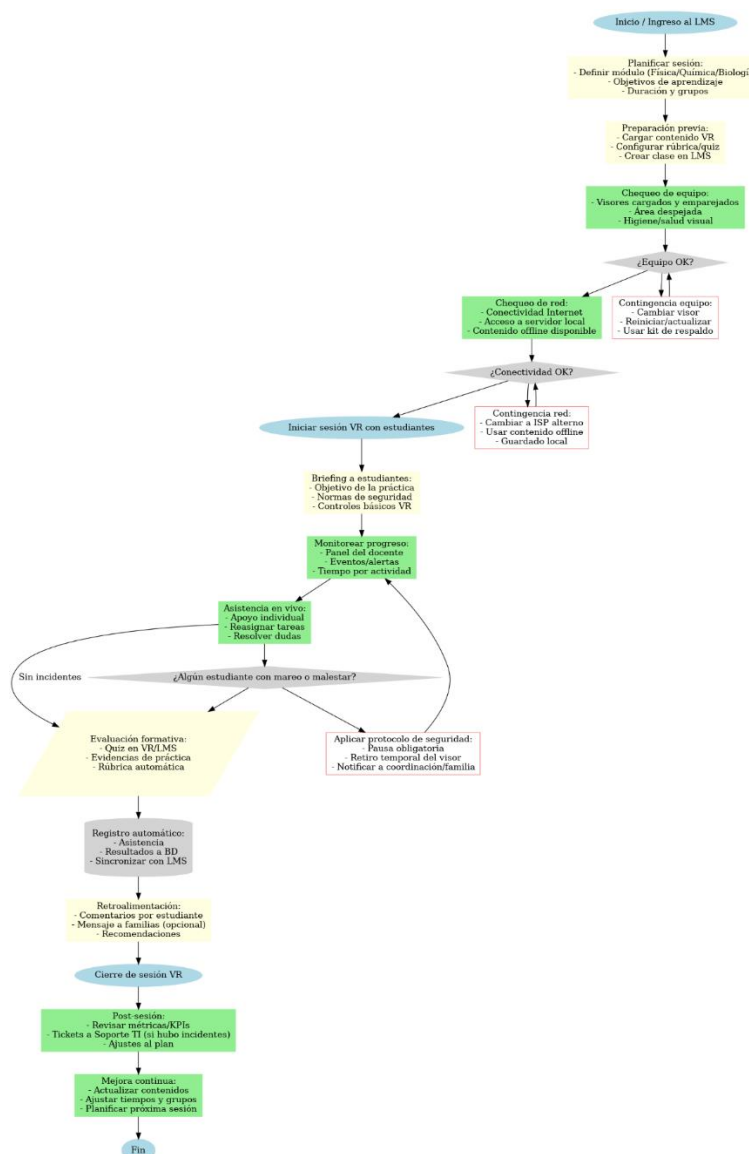 Inicio / Ingreso al LMS
Planificar sesión:
- Definir módulo (Física/Química/Biologí
- Objetivos de aprendizaje
- Duración y grupos
Preparación previa:
- Cargar contenido VR
- Configurar rúbrica/quiz
- Crear clase en LMS
Chequeo de equipo:
- Visores cargados y emparejados
- Área despejada
- Higiene/salud visual
¿Equipo OK?
Chequeo de red:
- Conectividad Internet
- Acceso a servidor local
- Contenido offline disponible
Contingencia equipo:
- Cambiar visor
- Reiniciar/actualizar
- Usar kit de respaldo
¿Conectividad OK?
Contingencia red:
- Cambiar a ISP alterno
- Usar contenido offline
- Guardado local
Iniciar sesión VR con estudiantes
Briefing a estudiantes:
- Objetivo de la práctica
- Normas de seguridad
- Controles básicos VR
Monitorear progreso:
- Panel del docente
- Eventos/alertas
- Tiempo por actividad
Asistencia en vivo:
- Apoyo individual
- Reasignar tareas
- Resolver dudas
Sin incidentes
¿Algún estudiante con mareo o malestar?
Evaluación formativa:
- Quiz en VR/LMS
- Evidencias de práctica
- Rúbrica automática
Aplicar protocolo de seguridad:
- Pausa obligatoria
- Retiro temporal del visor
- Notificar a coordinación/familia
Registro automático:
- Asistencia
- Resultados a BD
- Sincronizar con LMS
Retroalimentación:
- Comentarios por estudiante
- Mensaje a familias (opcional)
- Recomendaciones
Cierre de sesión VR
Post-sesión:
- Revisar métricas/KPIs
- Tickets a Soporte TI (si hubo incidentes)
- Ajustes al plan
Mejora continua:
- Actualizar contenidos
- Ajustar tiempos y grupos
- Planificar próxima sesión
Fin